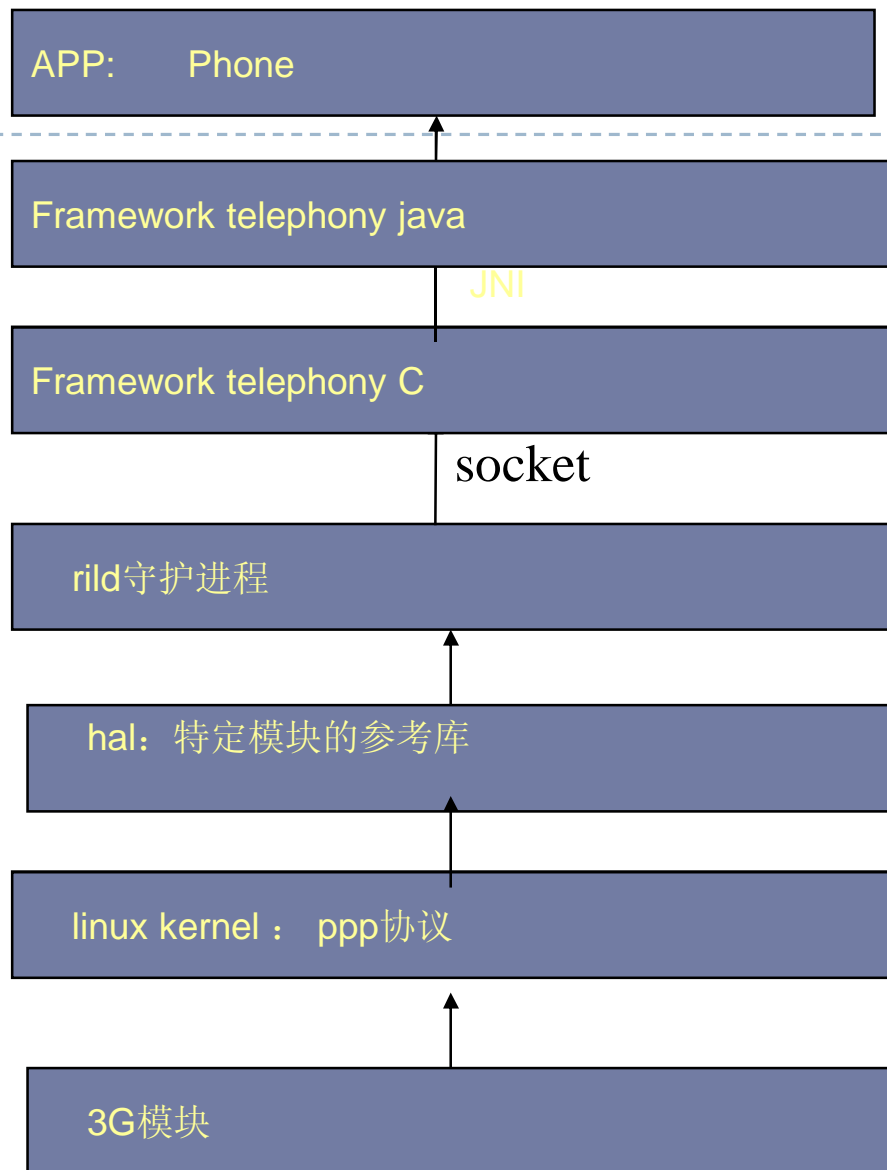 APP: Phone
Framework telephony java
JNI
Framework telephony C
socket
rild守护进程
hal：特定模块的参考库
linux kernel ： ppp协议
3G模块